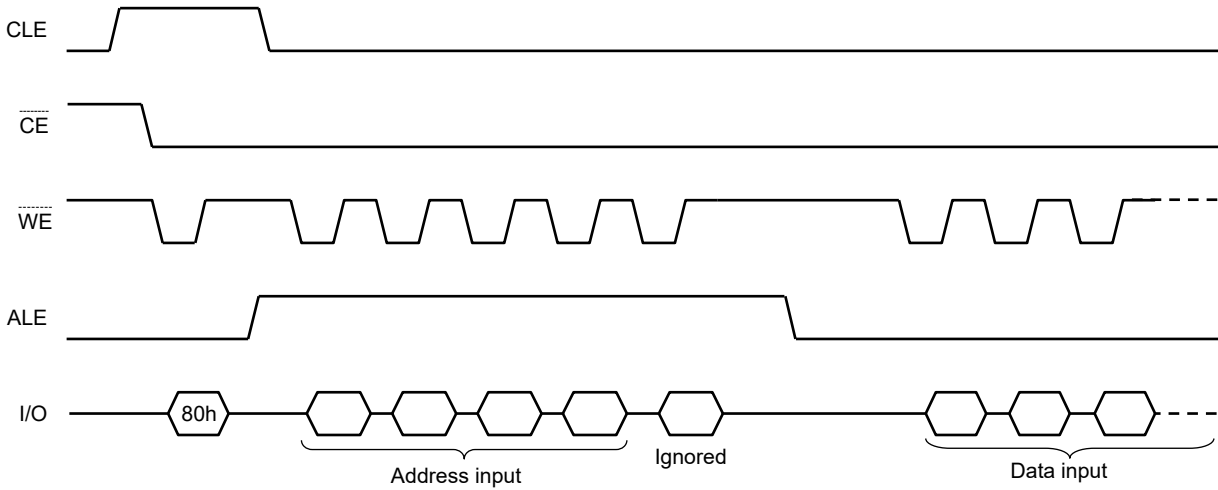 CLE
CE
WE
ALE
I/O
80h
Address input
Ignored
Data input